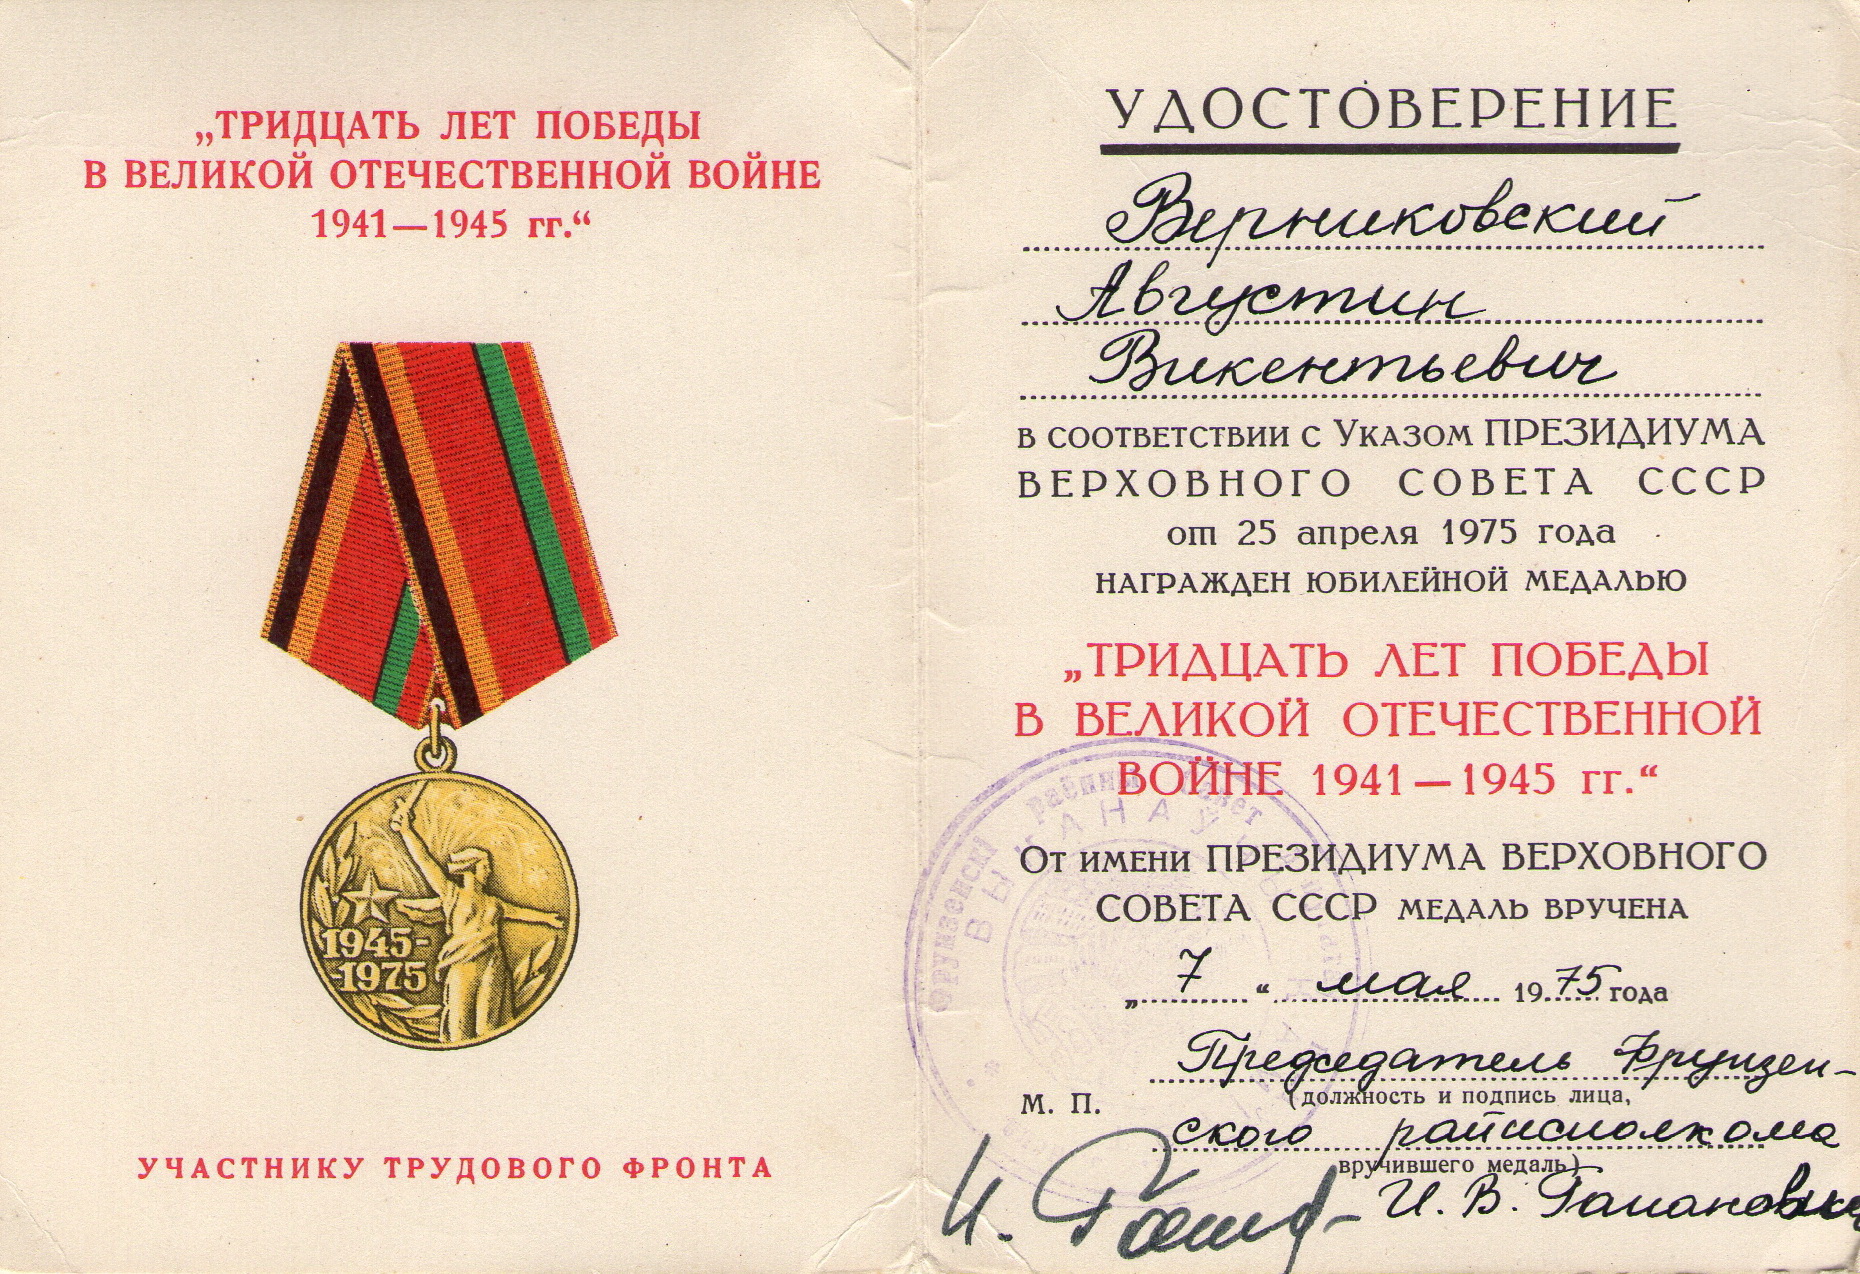 „ТРИДЦАТЬ ЛЕТ ПОБЕДЫ
В ВЕЛИКОЙ ОТЕЧЕСТВЕННОЙ ВОЙНЕ
1941—1945 гг.“
1945-
-1975
УЧАСТНИКУ ТРУДОВОГО ФРОНТА
УДОСТОВЕРЕНИЕ
Верниковский
Августин
Викентьевич
В СООТВЕТСТВИИ С УКАЗОМ ПРЕЗИДИУМА
ВЕРХОВНОГО СОВЕТА СССР
от 25 апреля 1975 года
НАГРАЖДЕН ЮБИЛЕЙНОЙ МЕДАЛЬЮ
„ТРИДЦАТЬ ЛЕТ ПОБЕДЫ
В ВЕЛИКОЙ ОТЕЧЕСТВЕННОЙ
ВОЙНЕ 1941—1945 гг.“
ОТ ИМЕНИ ПРЕЗИДИУМА ВЕРХОВНОГО
СОВЕТА СССР МЕДАЛЬ ВРУЧЕНА
„7“ мая 1975 года
Председатель Фрунзен-
М. П.
(должность и подпись лица,
ского райисполкома
вручившего медаль)
И. В.